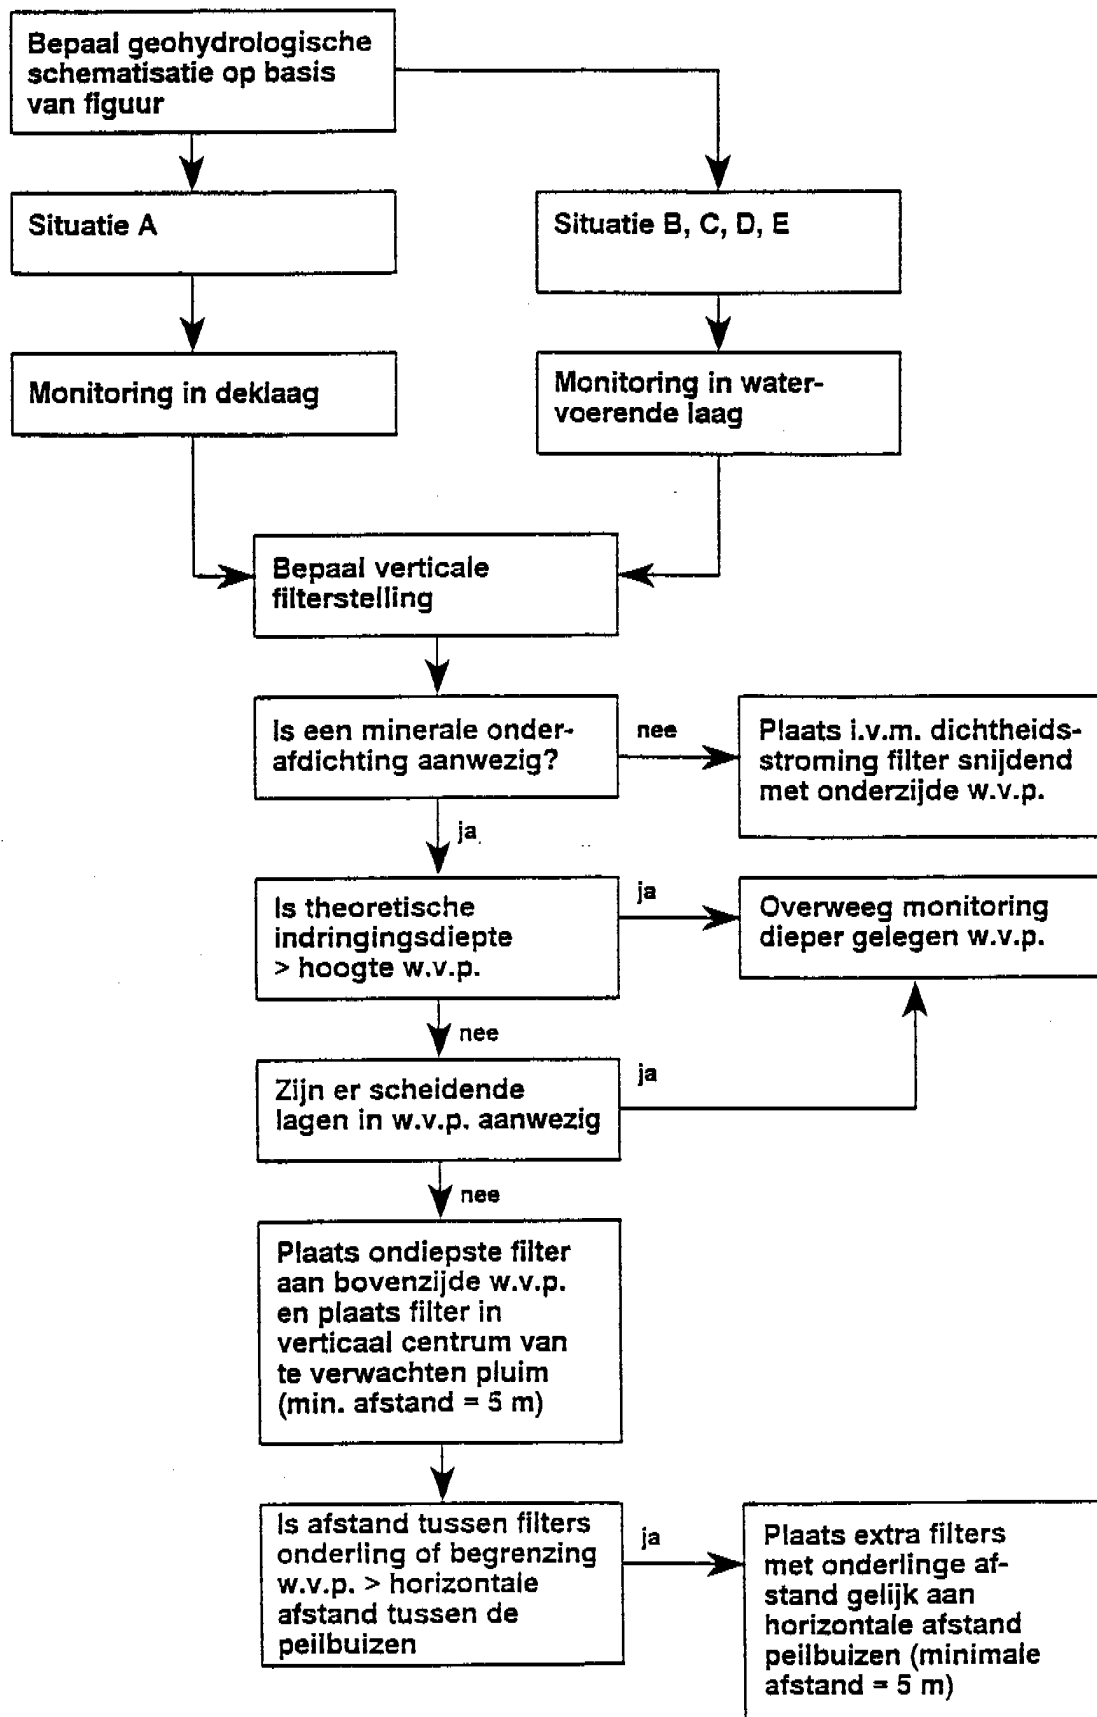 Bepaal geohydrologische
schematisatie op basis
van figuur
Situatie A
Situatie B, C, D, E
Monitoring in deklaag
Monitoring in water-
voerende laag
Bepaal verticale
filterstelling
Is een minerale onder-
afdichting aanwezig?
nee
Plaats i.v.m. dichtheids-
stroming filter snijdend
met onderzijde w.v.p.
ja
Is theoretische
indringingsdiepte
> hoogte w.v.p.
ja
Overweeg monitoring
dieper gelegen w.v.p.
nee
Zijn er scheidende
lagen in w.v.p. aanwezig
ja
nee
Plaats ondiepste filter
aan bovenzijde w.v.p.
en plaats filter in
verticaal centrum van
te verwachten pluim
(min. afstand = 5 m)
Is afstand tussen filters
onderling of begrenzing
w.v.p. > horizontale
afstand tussen de
peilbuizen
ja
Plaats extra filters
met onderlinge af-
stand gelijk aan
horizontale afstand
peilbuizen (minimale
afstand = 5 m)